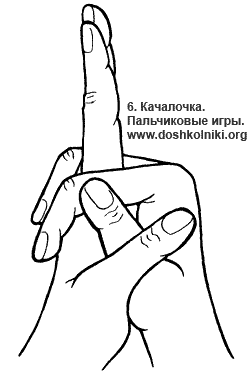 6. Качалочка.
Пальчиковые игры.
www.doshkolniki.org